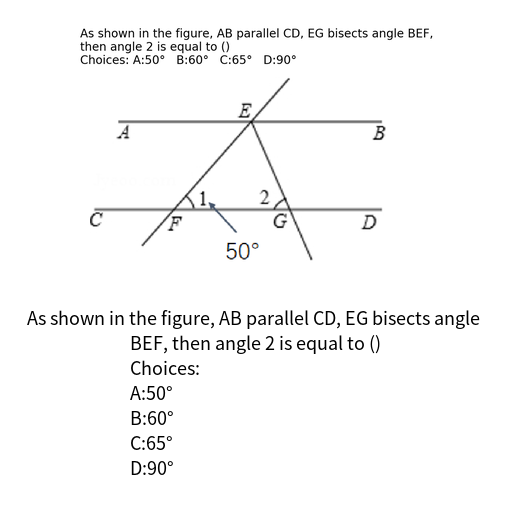 As shown in the figure, AB parallel CD, EG bisects angle BEF,
then angle 2 is equal to ()
Choices: A:50° B:60° C:65° D:90°
E
A
B
1
2
C
F
G
D
50°
As shown in the figure, AB parallel CD, EG bisects angle
BEF, then angle 2 is equal to ()
Choices:
A:50°
B:60°
C:65°
D:90°